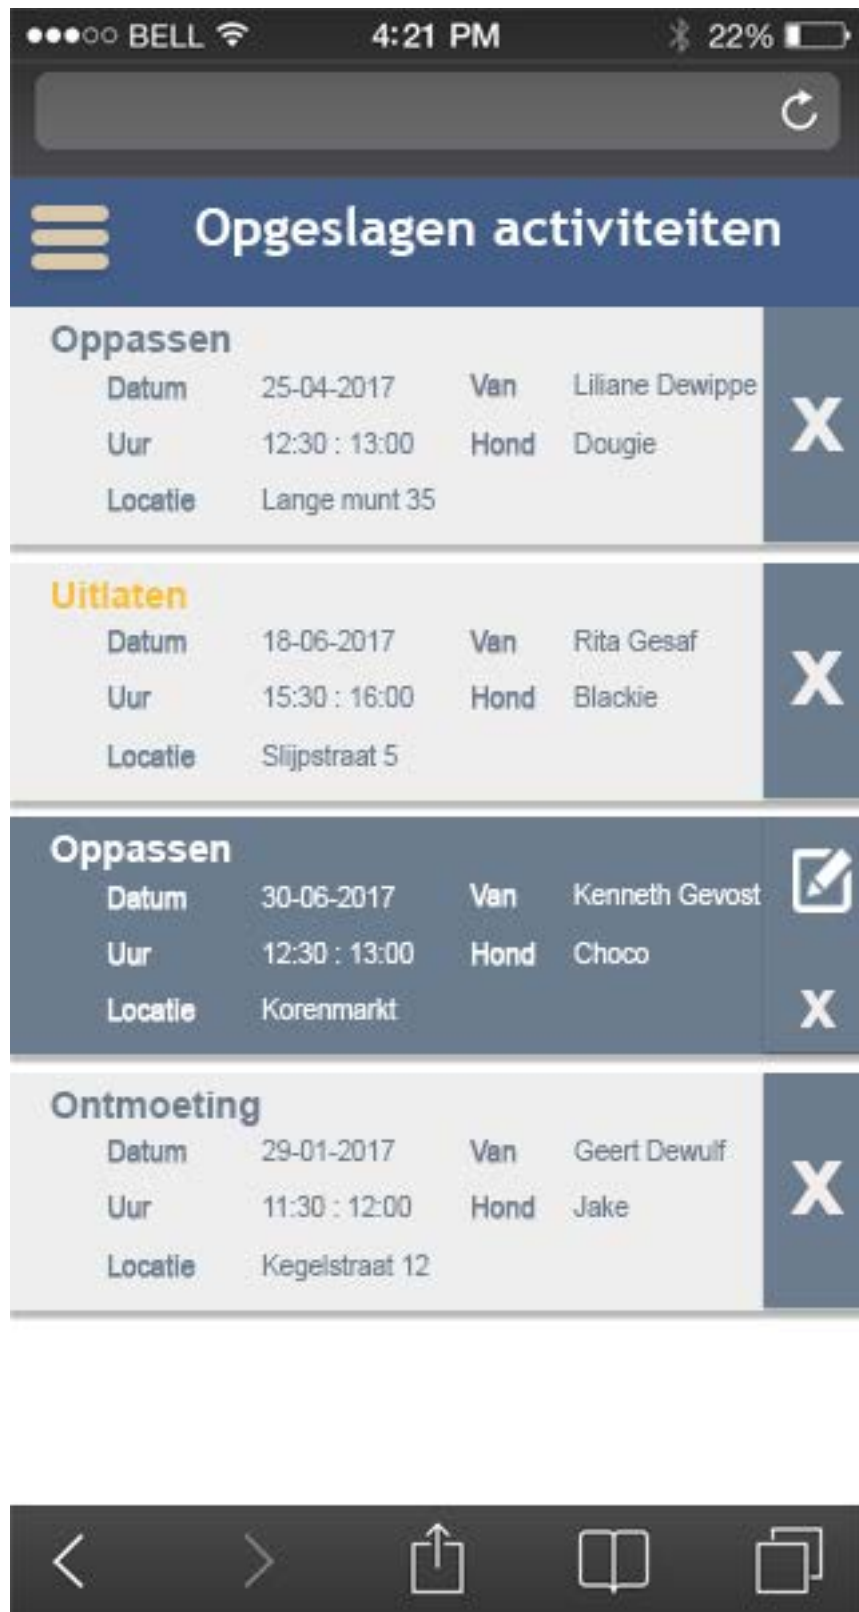 BELL 4:21 PM 22%
Opgeslagen activiteiten
Oppassen
Datum 25-04-2017 Van Liliane Dewippe
Uur 12:30 : 13:00 Hond Dougie
Locatie Lange munt 35
X
Uitlaten
Datum 18-06-2017 Van Rita Gesaf
Uur 15:30 : 16:00 Hond Blackie
Locatie Slijpstraat 5
X
Oppassen
Datum 30-06-2017 Van Kenneth Gevost
Uur 12:30 : 13:00 Hond Choco
Locatie Korenmarkt
X
Ontmoeting
Datum 29-01-2017 Van Geert Dewulf
Uur 11:30 : 12:00 Hond Jake
Locatie Kegelstraat 12
X